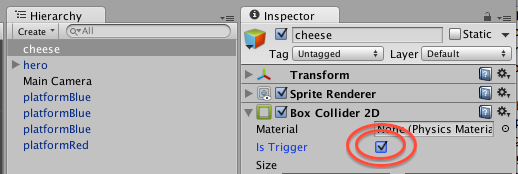 Hierarchy
Create
All
cheese
hero
Main Camera
platformBlue
platformBlue
platformBlue
platformRed
Inspector
cheese
Static
Tag Untagged Layer Default
Transform
Sprite Renderer
Box Collider 2D
Material None (Physics Materia
Is Trigger
Size